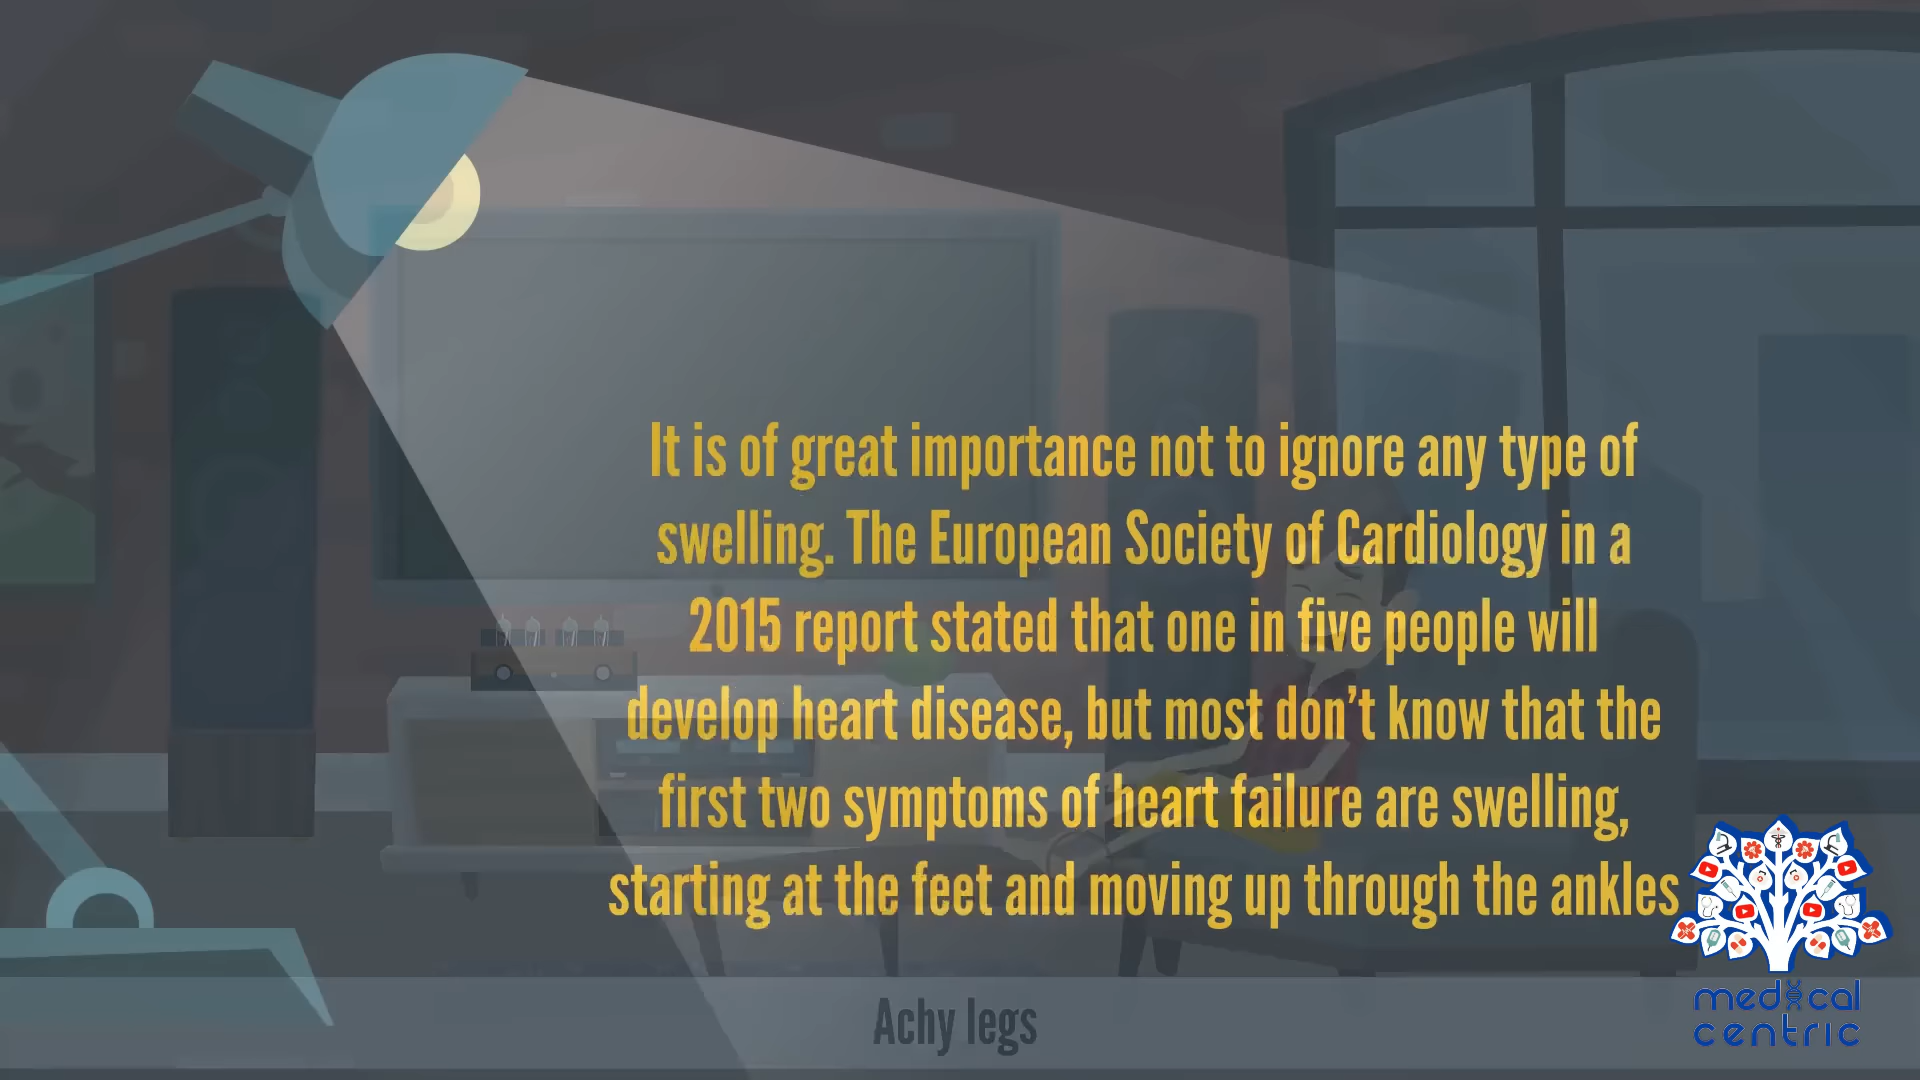 It is of great importance not to ignore any type of
swelling. The European Society of Cardiology in a
2015 report stated that one in five people will
develop heart disease, but most don't know that the
first two symptoms of heart failure are swelling,
starting at the feet and moving up through the ankles
Achy legs
medical
centric